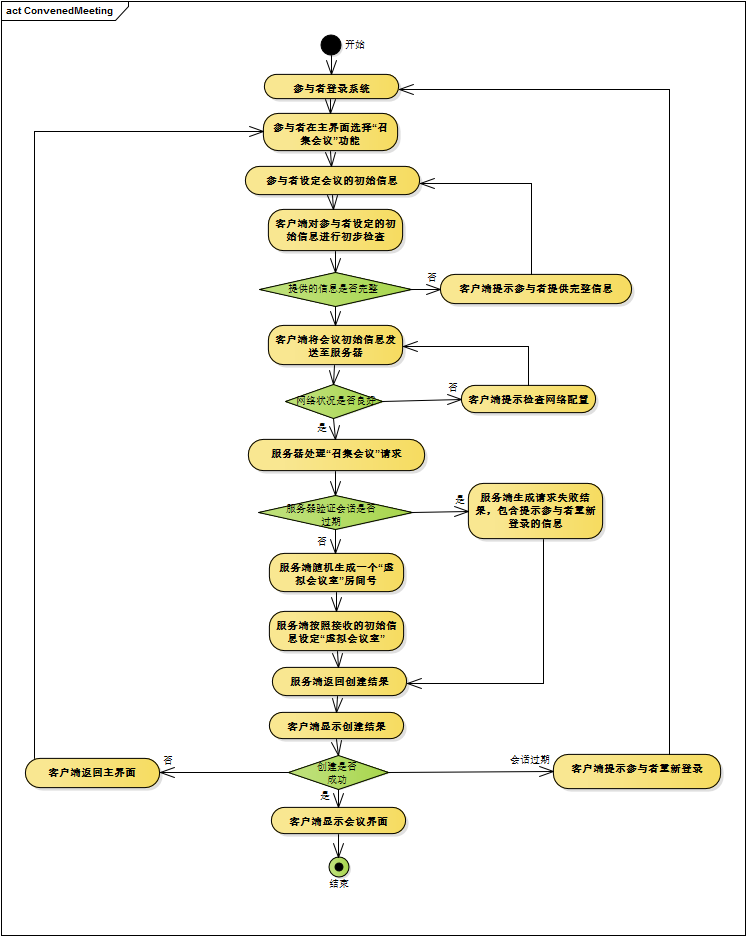 act ConvenedMeeting
开始
参与者登录系统
参与者在主界面选择“召
集会议”功能
参与者设定会议的初始信息
客户端对参与者设定的初
始信息进行初步检查
提供的信息是否完整
否
客户端提示参与者提供完整信息
客户端将会议初始信息发
送至服务器
网络状况是否良好
否
客户端提示检查网络配置
是
服务器处理“召集会议”请求
服务器验证会话是否
过期
是
服务端生成请求失败结
果，包含提示参与者重新
登录的信息
否
服务端随机生成一个“虚
拟会议室”房间号
服务端按照接收的初始信
息设定“虚拟会议室”
服务端返回创建结果
客户端显示创建结果
创建是否
成功
否
客户端返回主界面
会话过期
客户端提示参与者重新登录
是
客户端显示会议界面
结束